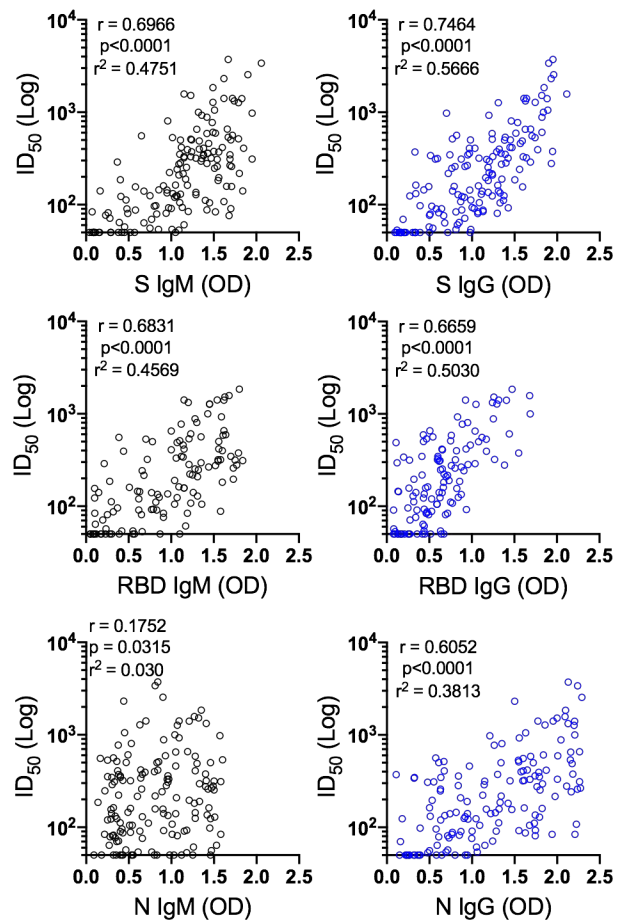 r = 0.6966
p<0.0001
r² = 0.4751
10⁴
10³
10²
ID₅₀ (Log)
0.0 0.5 1.0 1.5 2.0 2.5
S IgM (OD)
r = 0.7464
p<0.0001
r² = 0.5666
10⁴
10³
10²
ID₅₀ (Log)
0.0 0.5 1.0 1.5 2.0 2.5
S IgG (OD)
r = 0.6831
p<0.0001
r² = 0.4569
10⁴
10³
10²
ID₅₀ (Log)
0.0 0.5 1.0 1.5 2.0 2.5
RBD IgM (OD)
r = 0.6659
p<0.0001
r² = 0.5030
10⁴
10³
10²
ID₅₀ (Log)
0.0 0.5 1.0 1.5 2.0 2.5
RBD IgG (OD)
r = 0.1752
p = 0.0315
r² = 0.030
10⁴
10³
10²
ID₅₀ (Log)
0.0 0.5 1.0 1.5 2.0 2.5
N IgM (OD)
r = 0.6052
p<0.0001
r² = 0.3813
10⁴
10³
10²
ID₅₀ (Log)
0.0 0.5 1.0 1.5 2.0 2.5
N IgG (OD)